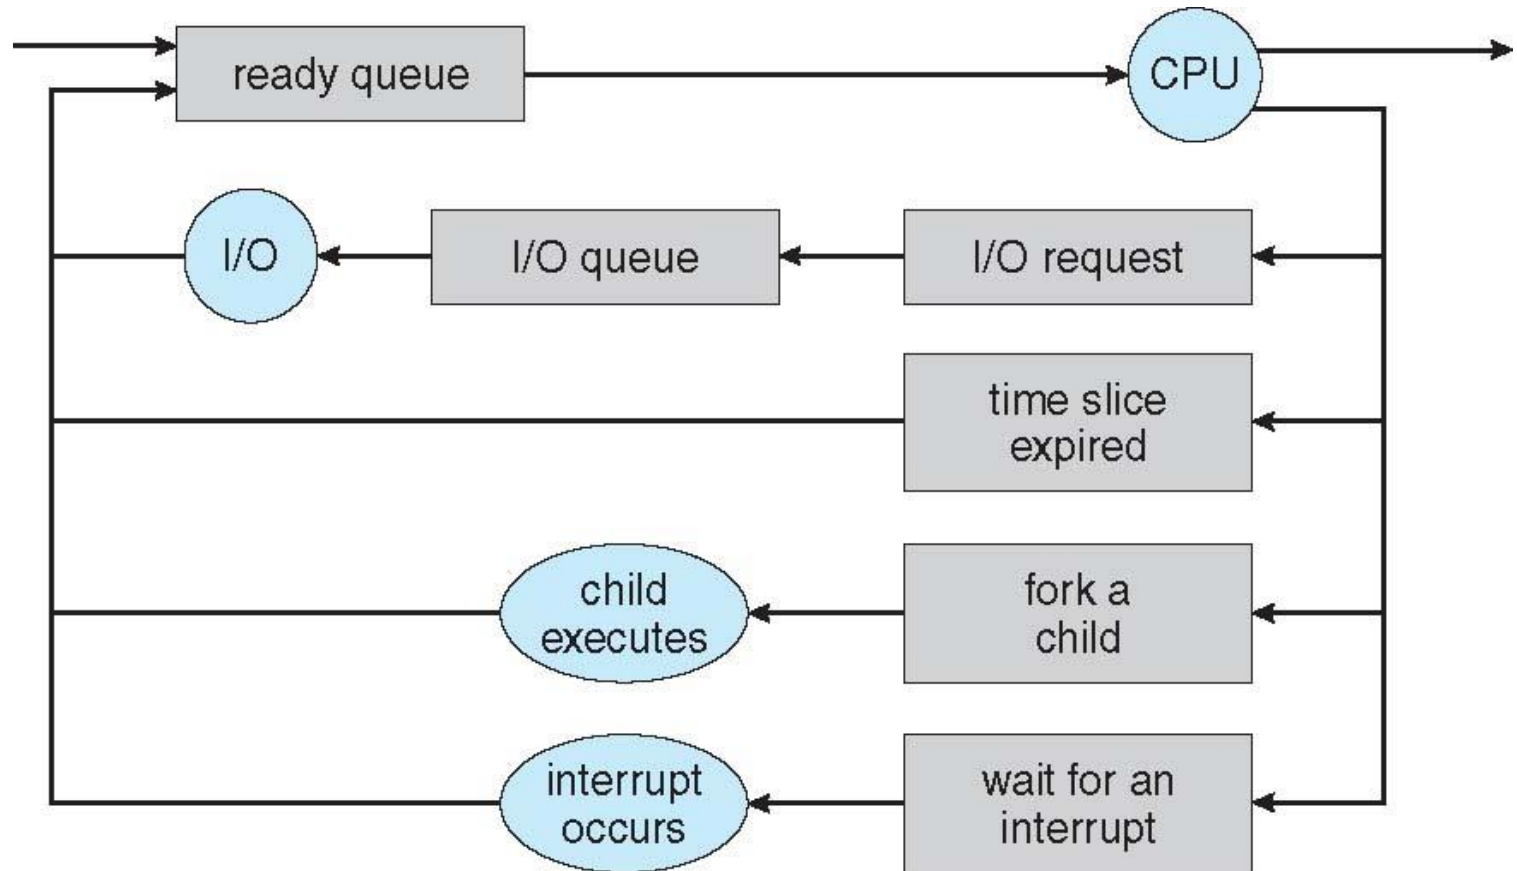 ready queue
CPU
I/O
I/O queue
I/O request
time slice
expired
child
executes
fork a
child
interrupt
occurs
wait for an
interrupt